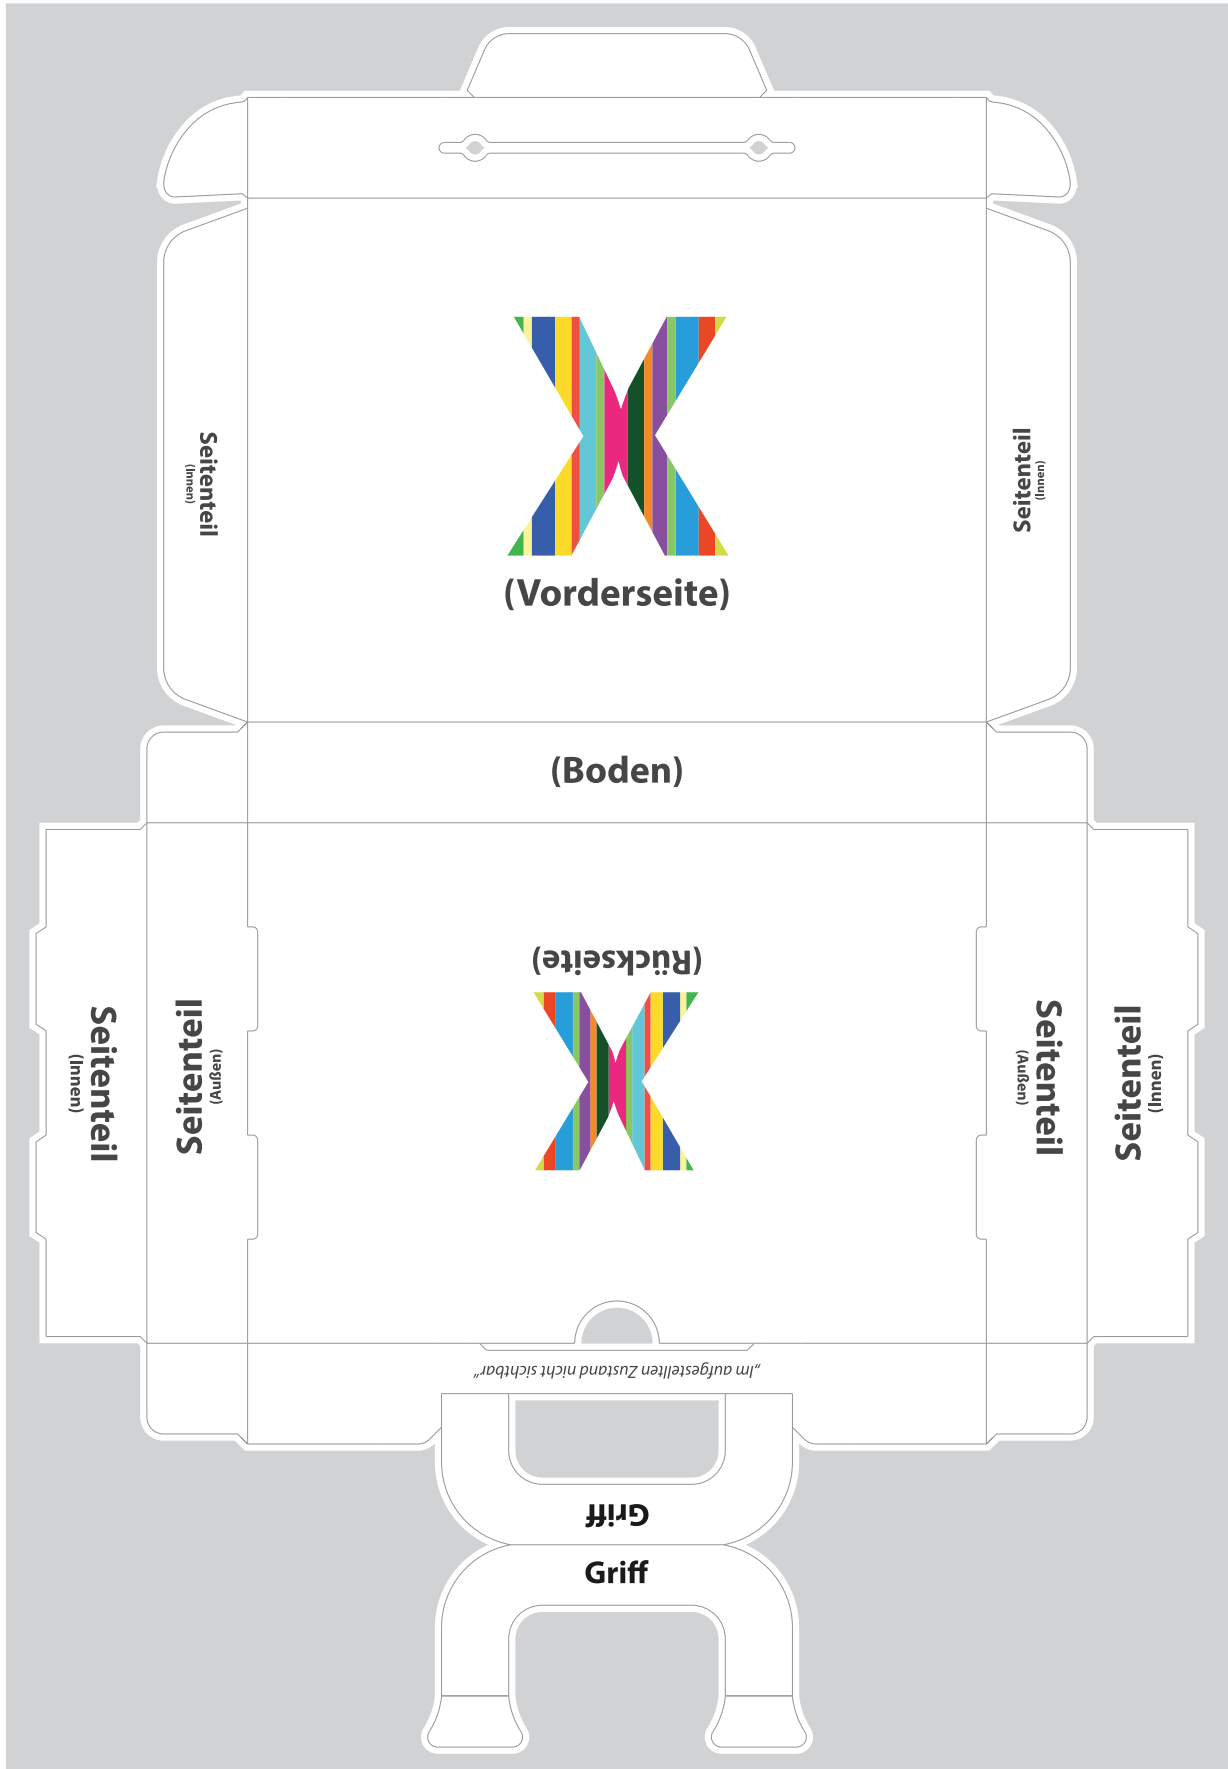 Seitenteil
(Innen)
Seitenteil
(Innen)
(Vorderseite)
(Boden)
(Rückseite)
Seitenteil
(Innen)
Seitenteil
(Außen)
Seitenteil
(Außen)
Seitenteil
(Innen)
„Im aufgestellten Zustand nicht sichtbar“
Griff
Griff